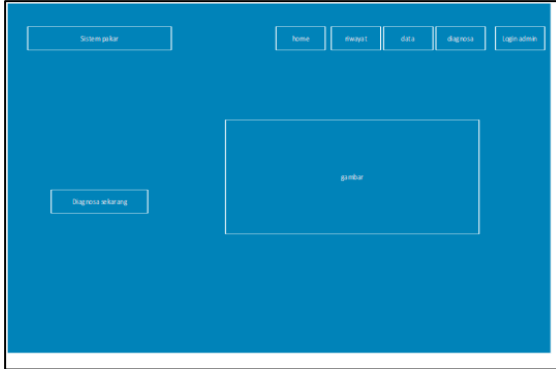 Sistem pakar
home
riwayat
data
diagnosa
Login admin
gambar
Diagnosa sekarang